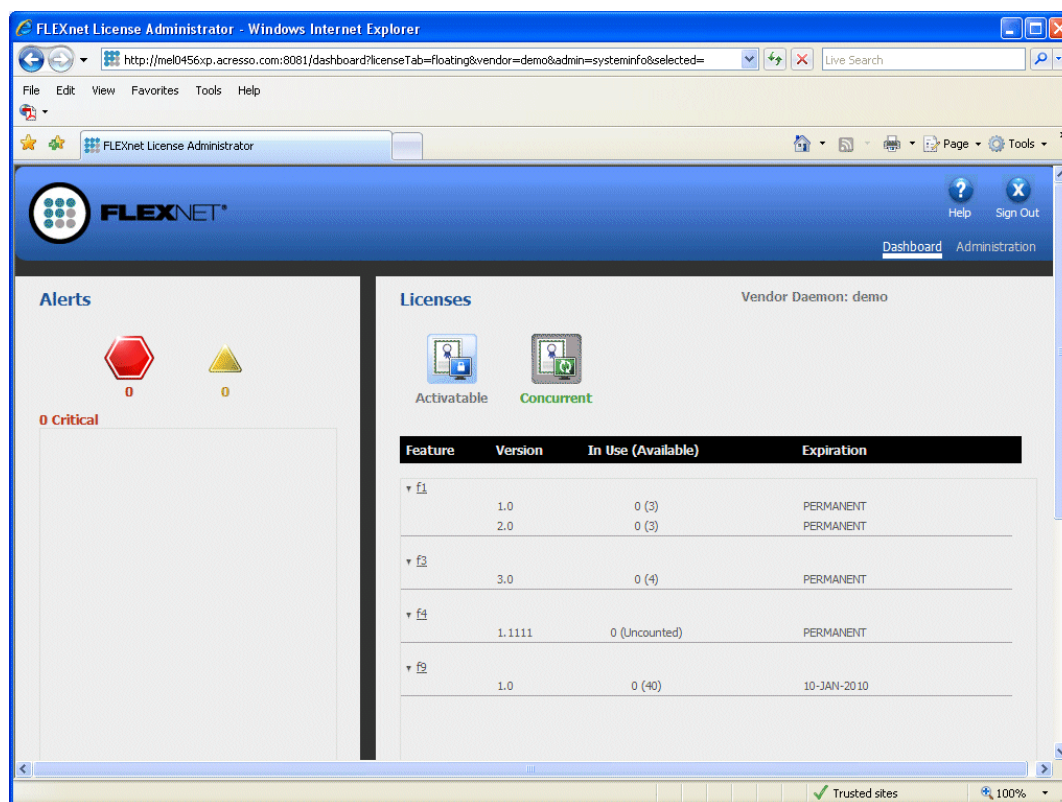 FLEXnet License Administrator - Windows Internet Explorer
http://mel0456xp.acresso.com:8081/dashboard?licenseTab=floating&vendor=demo&admin=systeminfo&selected=
Live Search
File Edit View Favorites Tools Help
FLEXnet License Administrator
Page Tools
FLEXNET
Help Sign Out
Dashboard Administration
Alerts
0 0
0 Critical
Licenses
Vendor Daemon: demo
Activatable Concurrent
Feature Version In Use (Available) Expiration
f1
1.0 0 (3) PERMANENT
2.0 0 (3) PERMANENT
f3
3.0 0 (4) PERMANENT
f4
1.1111 0 (Uncounted) PERMANENT
f9
1.0 0 (40) 10-JAN-2010
Trusted sites 100%